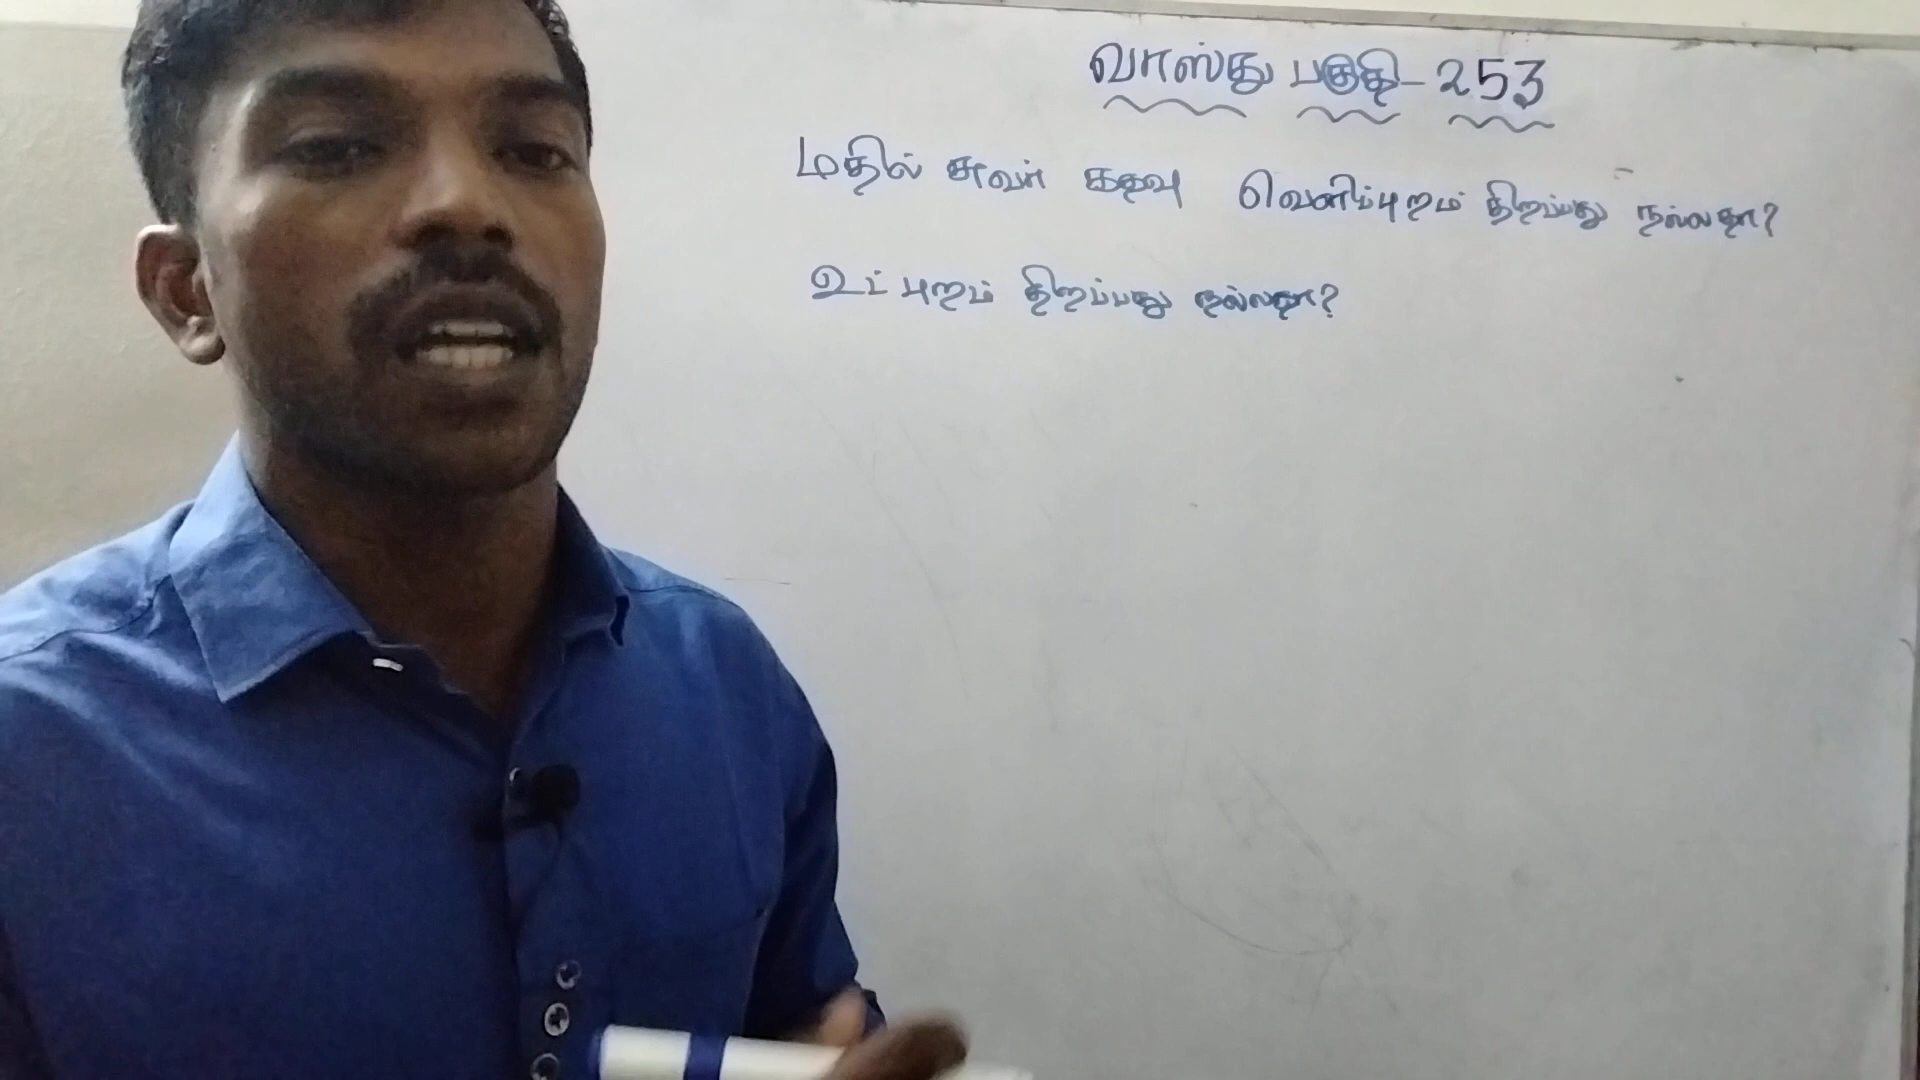 வாஸ்து பகுதி - 253
மதில் சுவர் கதவு வெளிப்புறம் திறப்பது நல்லதா?
உட்புறம் திறப்பது நல்லதா?